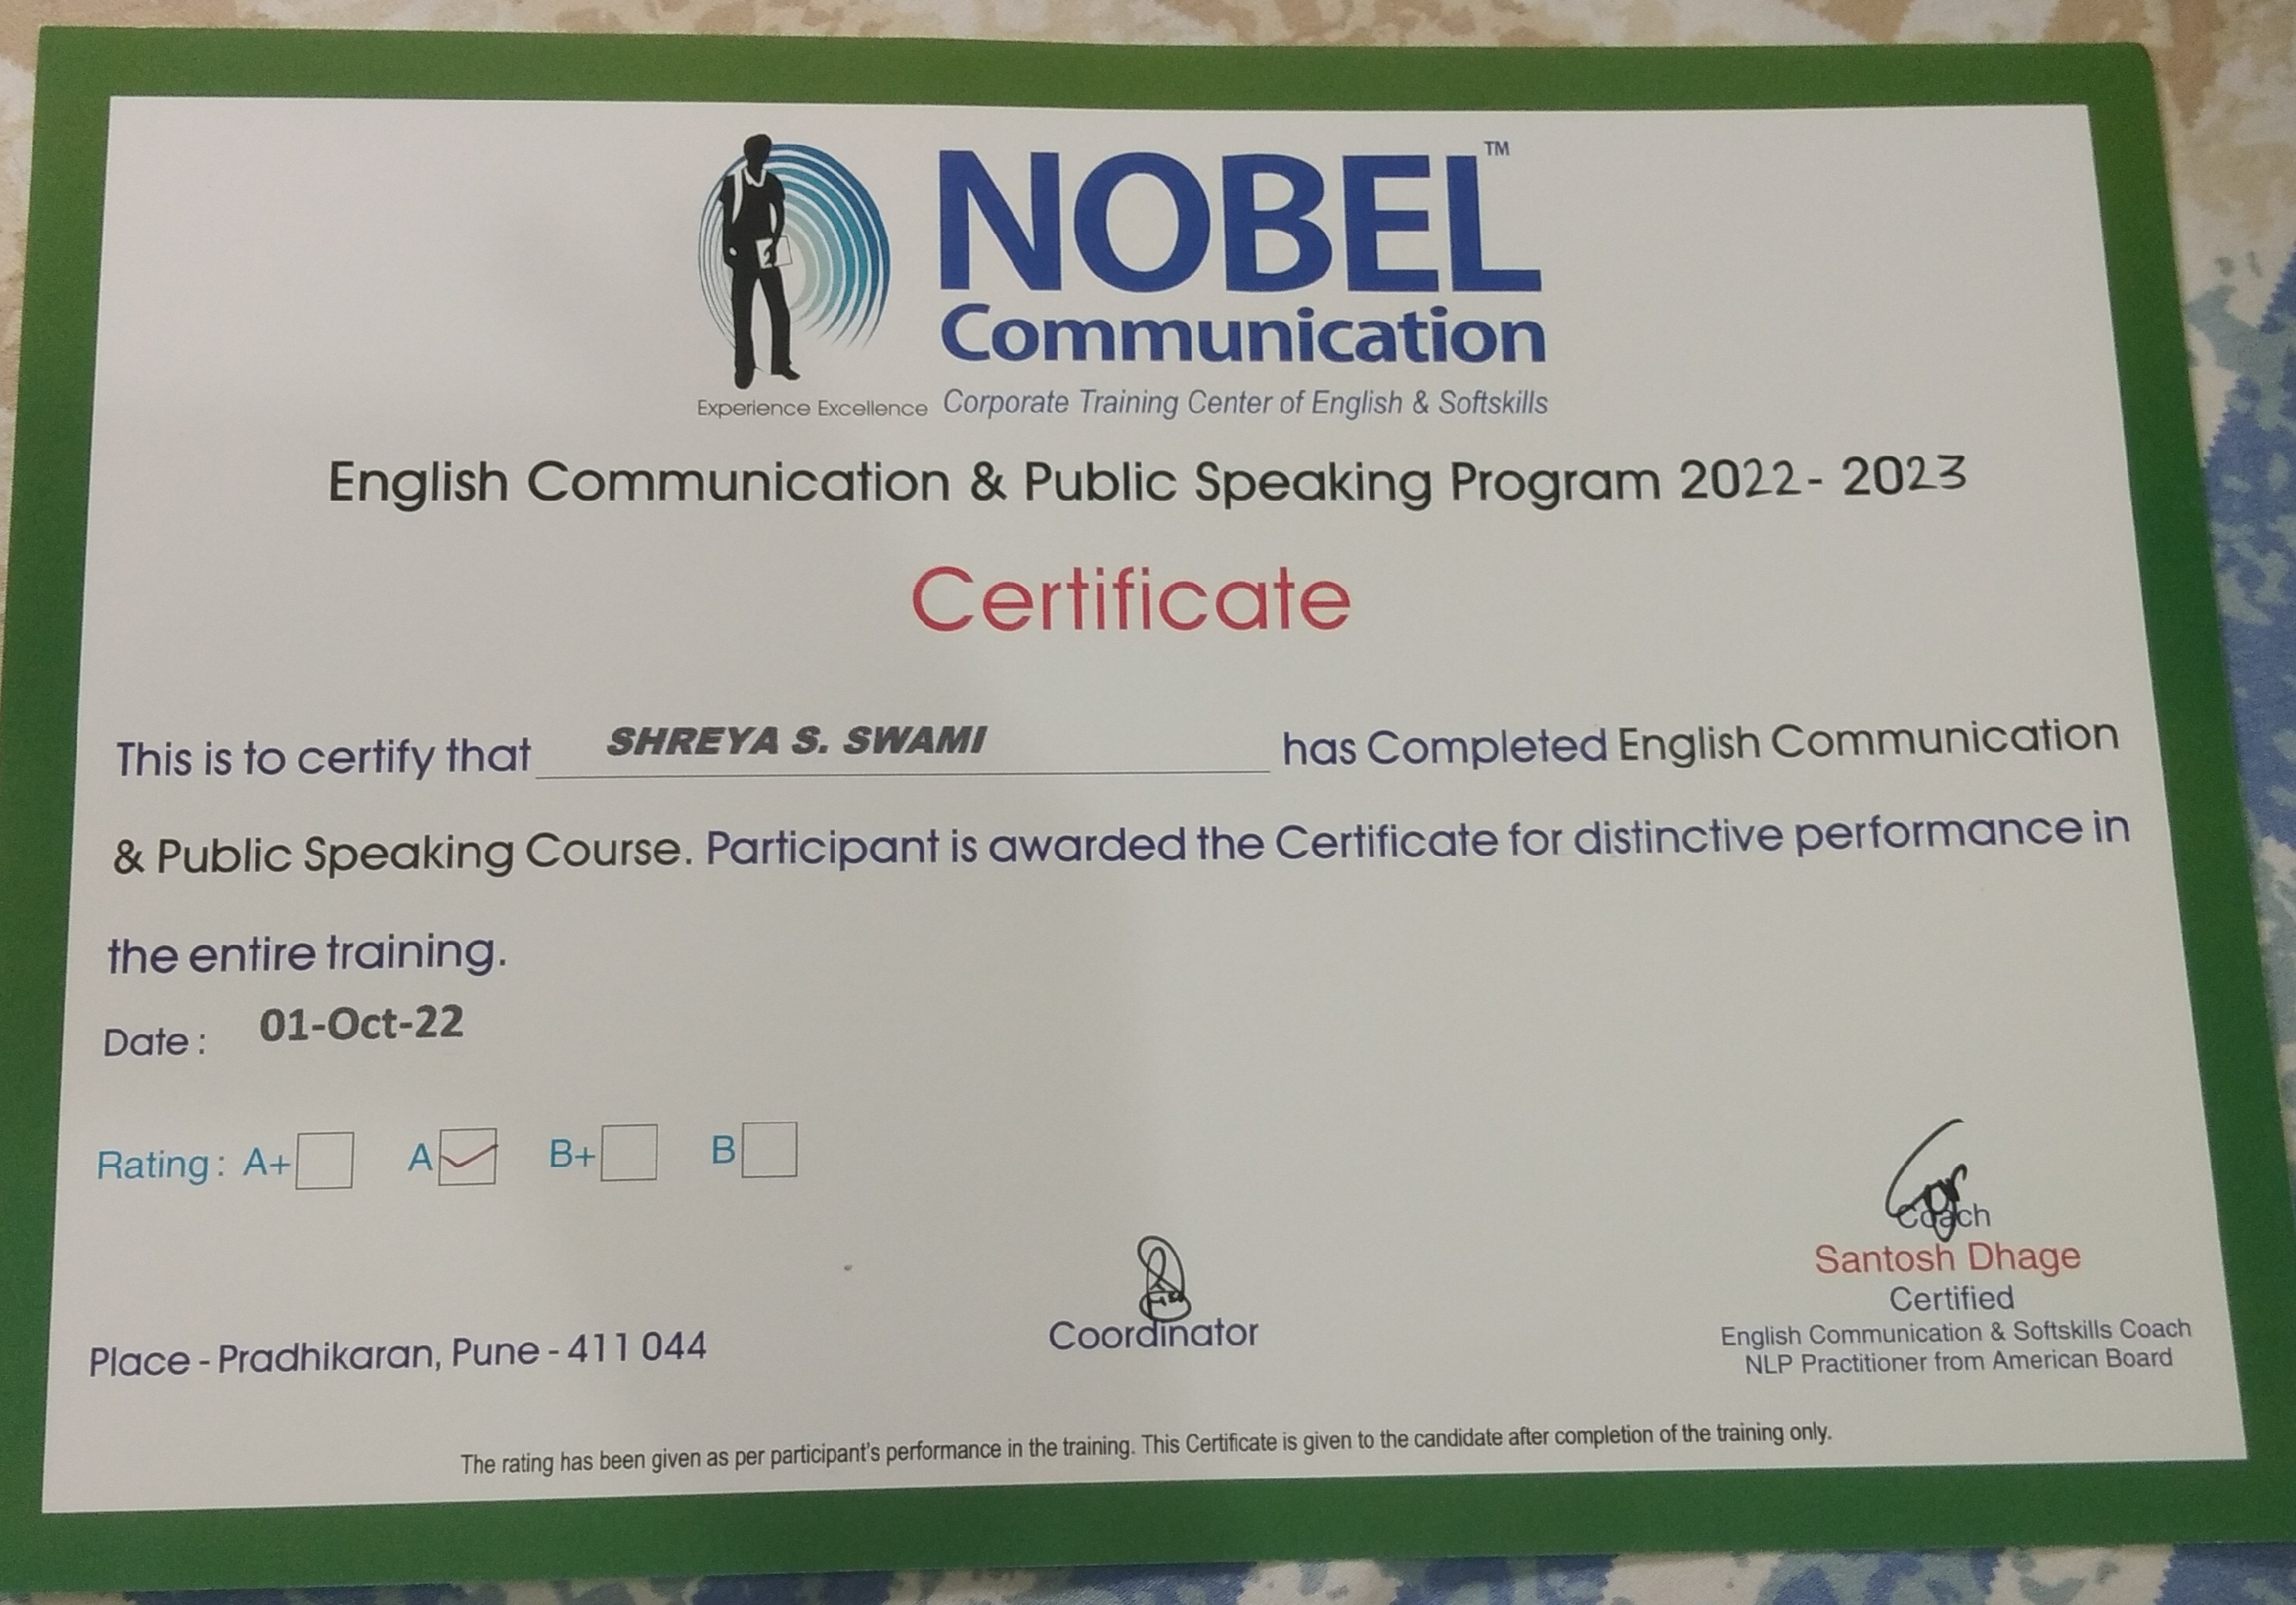 NOBEL™
Communication
Experience Excellence Corporate Training Center of English & Softskills
English Communication & Public Speaking Program 2022- 2023
Certificate
This is to certify that SHREYA S. SWAMI has Completed English Communication
& Public Speaking Course. Participant is awarded the Certificate for distinctive performance in
the entire training.
Date : 01-Oct-22
Rating : A+ A B+ B
Coach
Santosh Dhage
Certified
English Communication & Softskills Coach
NLP Practitioner from American Board
Coordinator
Place - Pradhikaran, Pune - 411 044
The rating has been given as per participant's performance in the training. This Certificate is given to the candidate after completion of the training only.